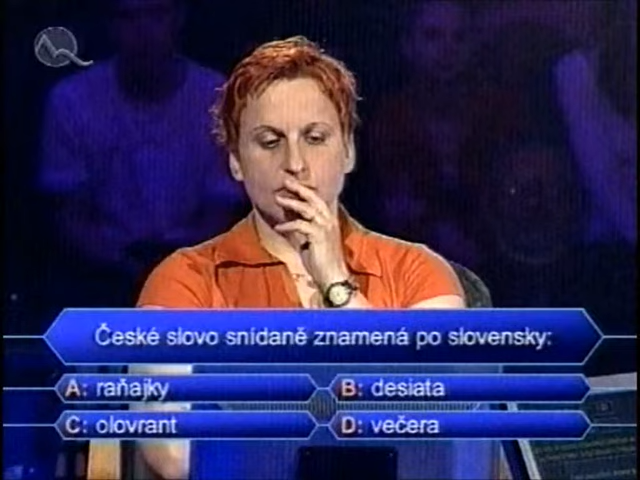 České slovo snídaně znamená po slovensky:
A: raňajky
B: desiata
C: olovrant
D: večera